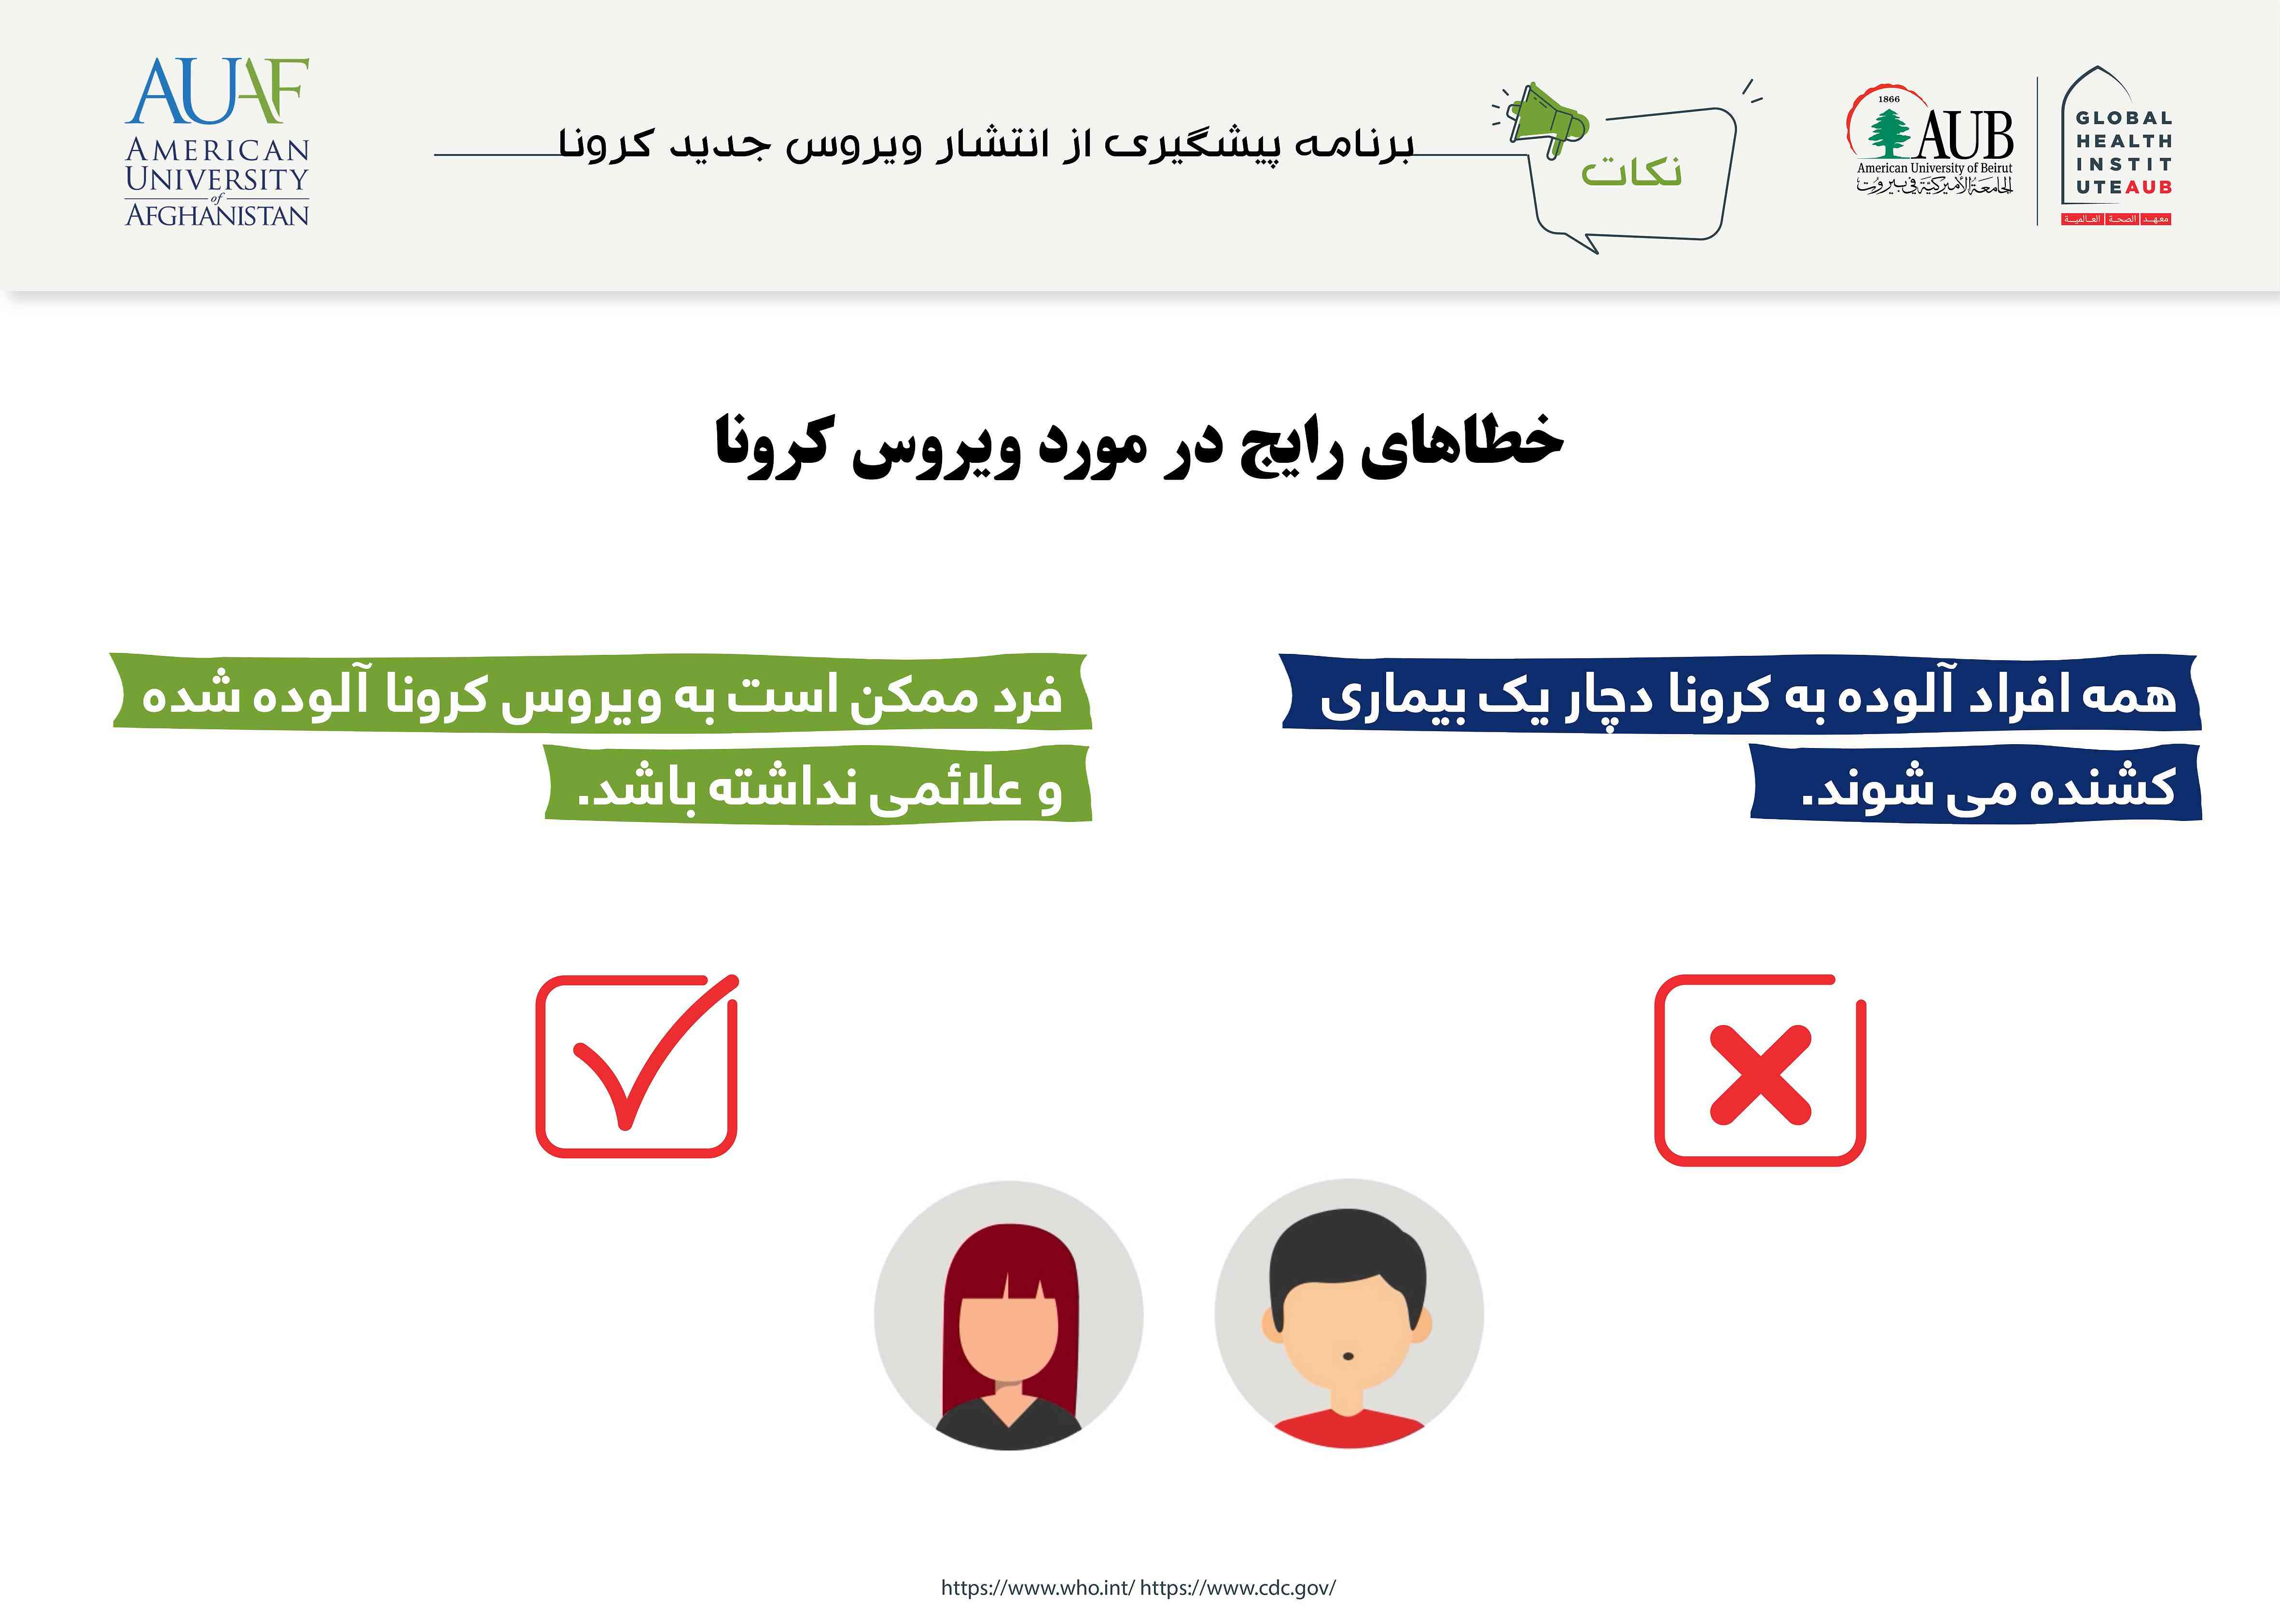 AUAF
AMERICAN
UNIVERSITY
of
AFGHANISTAN
برنامه پیشگیری از انتشار ویروس جدید کرونا
نکات
1866
AUB
American University of Beirut
الجامعة الأميركية في بيروت
GLOBAL
HEALTH
INSTIT
UTEAUB
معهد الصحة العالمية
خطاهای رایج در مورد ویروس کرونا
همه افراد آلوده به کرونا دچار یک بیماری
کشنده می شوند.
فرد ممکن است به ویروس کرونا آلوده شده
و علائمی نداشته باشد.
https://www.who.int/ https://www.cdc.gov/